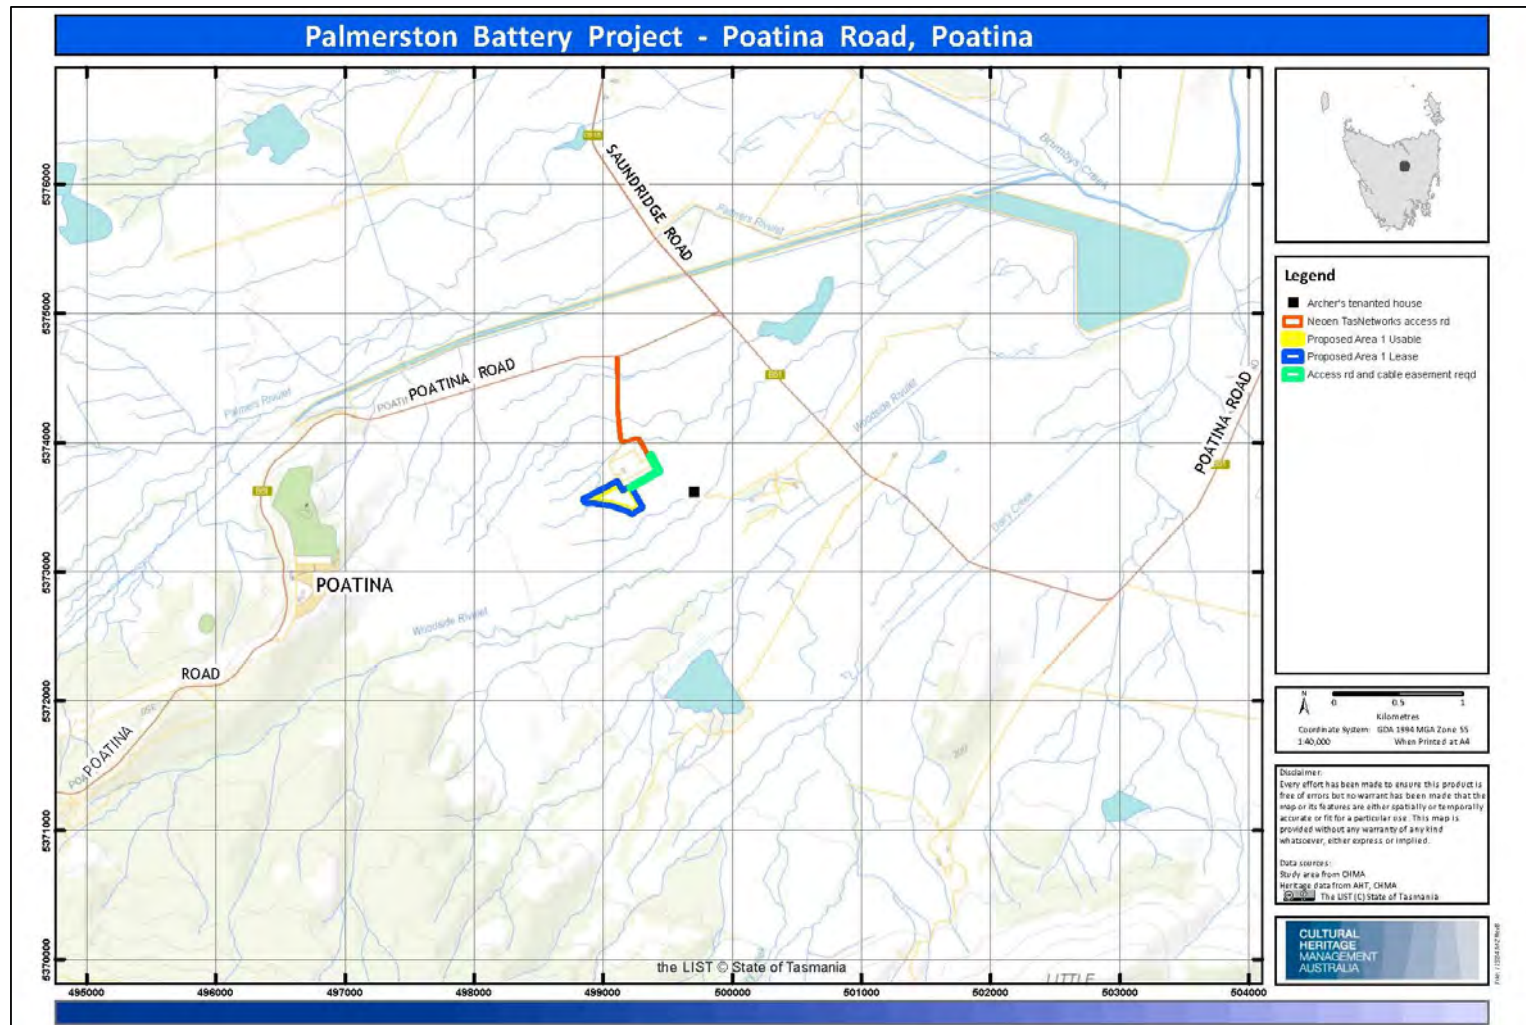 Palmerston Battery Project - Poatina Road, Poatina
5376000
5375000
5374000
5373000
5372000
5371000
5370000
SAUNDRIDGE ROAD
Brumbys Creek
Palmers Rivulet
Palmers Rivulet
POATINA ROAD
Woodside Rivulet
POATINA ROAD
Dairy Creek
POATINA
Woodside Rivulet
ROAD
POATINA
the LIST © State of Tasmania
LITTLE
495000 496000 497000 498000 499000 500000 501000 502000 503000 504000
Legend
Archer's tenanted house
Neoen TasNetworks access rd
Proposed Area 1 Usable
Proposed Area 1 Lease
Access rd and cable easement reqd
N
0 0.5 1
Kilometres
Coordinate System: GDA 1994 MGA Zone 55
1:40,000 When Printed at A4
Disclaimer:
Every effort has been made to ensure this product is
free of errors but no warrant has been made that the
map or its features are either spatially or temporally
accurate or fit for a particular use. This map is
provided without any warranty of any kind
whatsoever, either express or implied.
Data sources:
Study area from CHMA
Heritage data from AHT, CHMA
The LIST (C) State of Tasmania
CULTURAL
HERITAGE
MANAGEMENT
AUSTRALIA